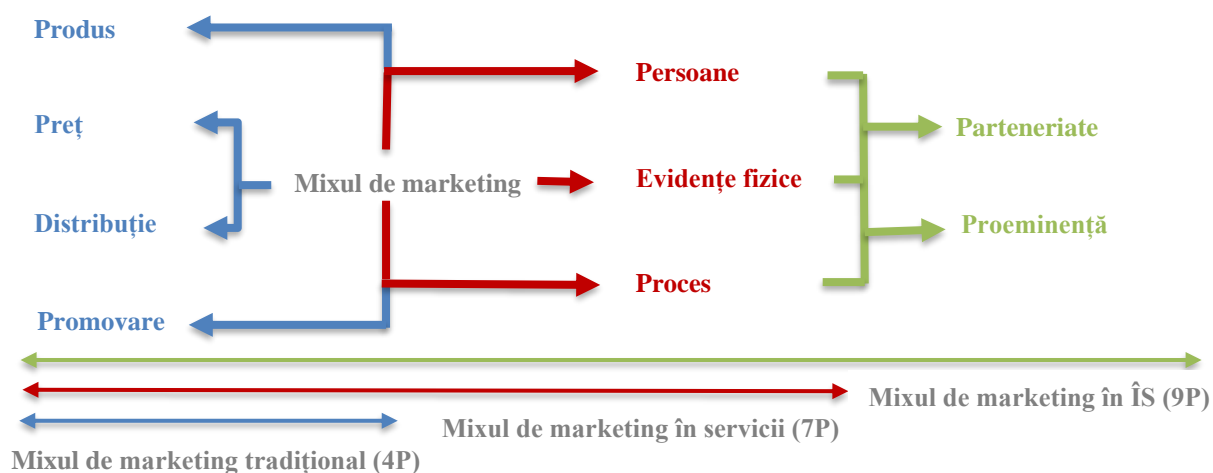 Produs
Persoane
Preț
Parteneriate
Mixul de marketing
Evidențe fizice
Distribuție
Proeminență
Proces
Promovare
Mixul de marketing în ÎS (9P)
Mixul de marketing în servicii (7P)
Mixul de marketing tradițional (4P)